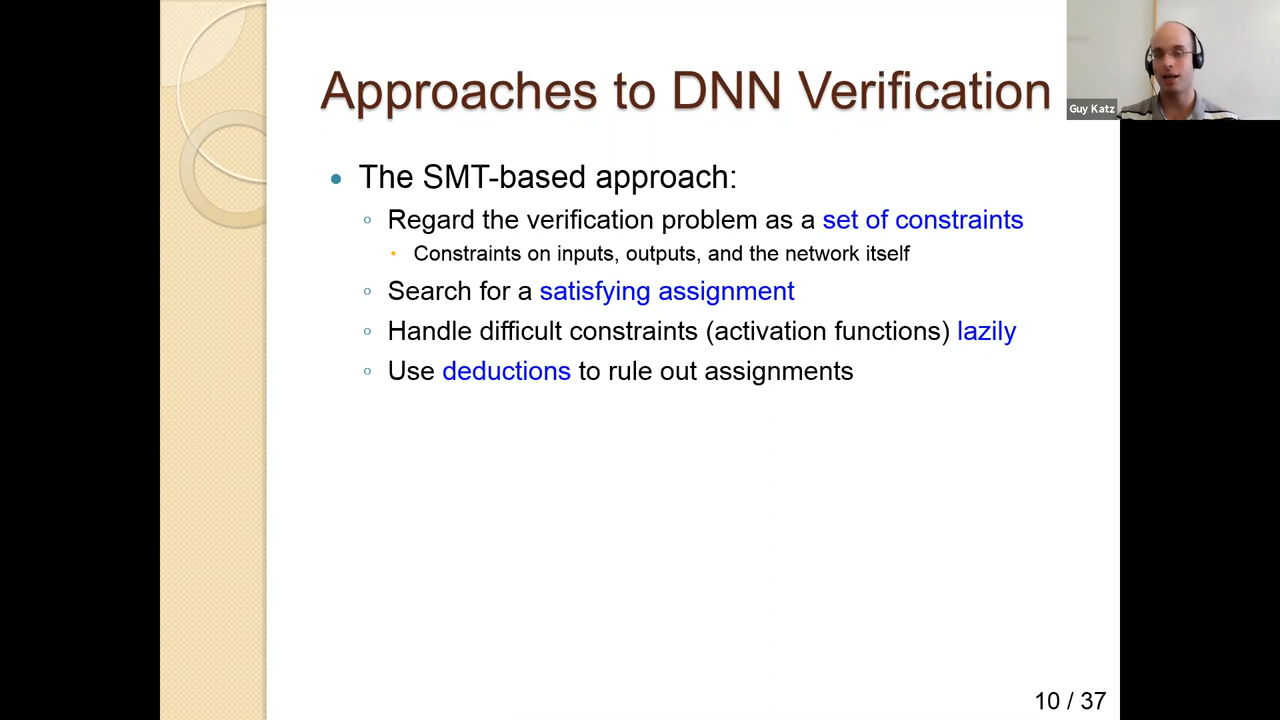 Approaches to DNN Verification
Guy Katz
The SMT-based approach:
Regard the verification problem as a set of constraints
Constraints on inputs, outputs, and the network itself
Search for a satisfying assignment
Handle difficult constraints (activation functions) lazily
Use deductions to rule out assignments
10 / 37